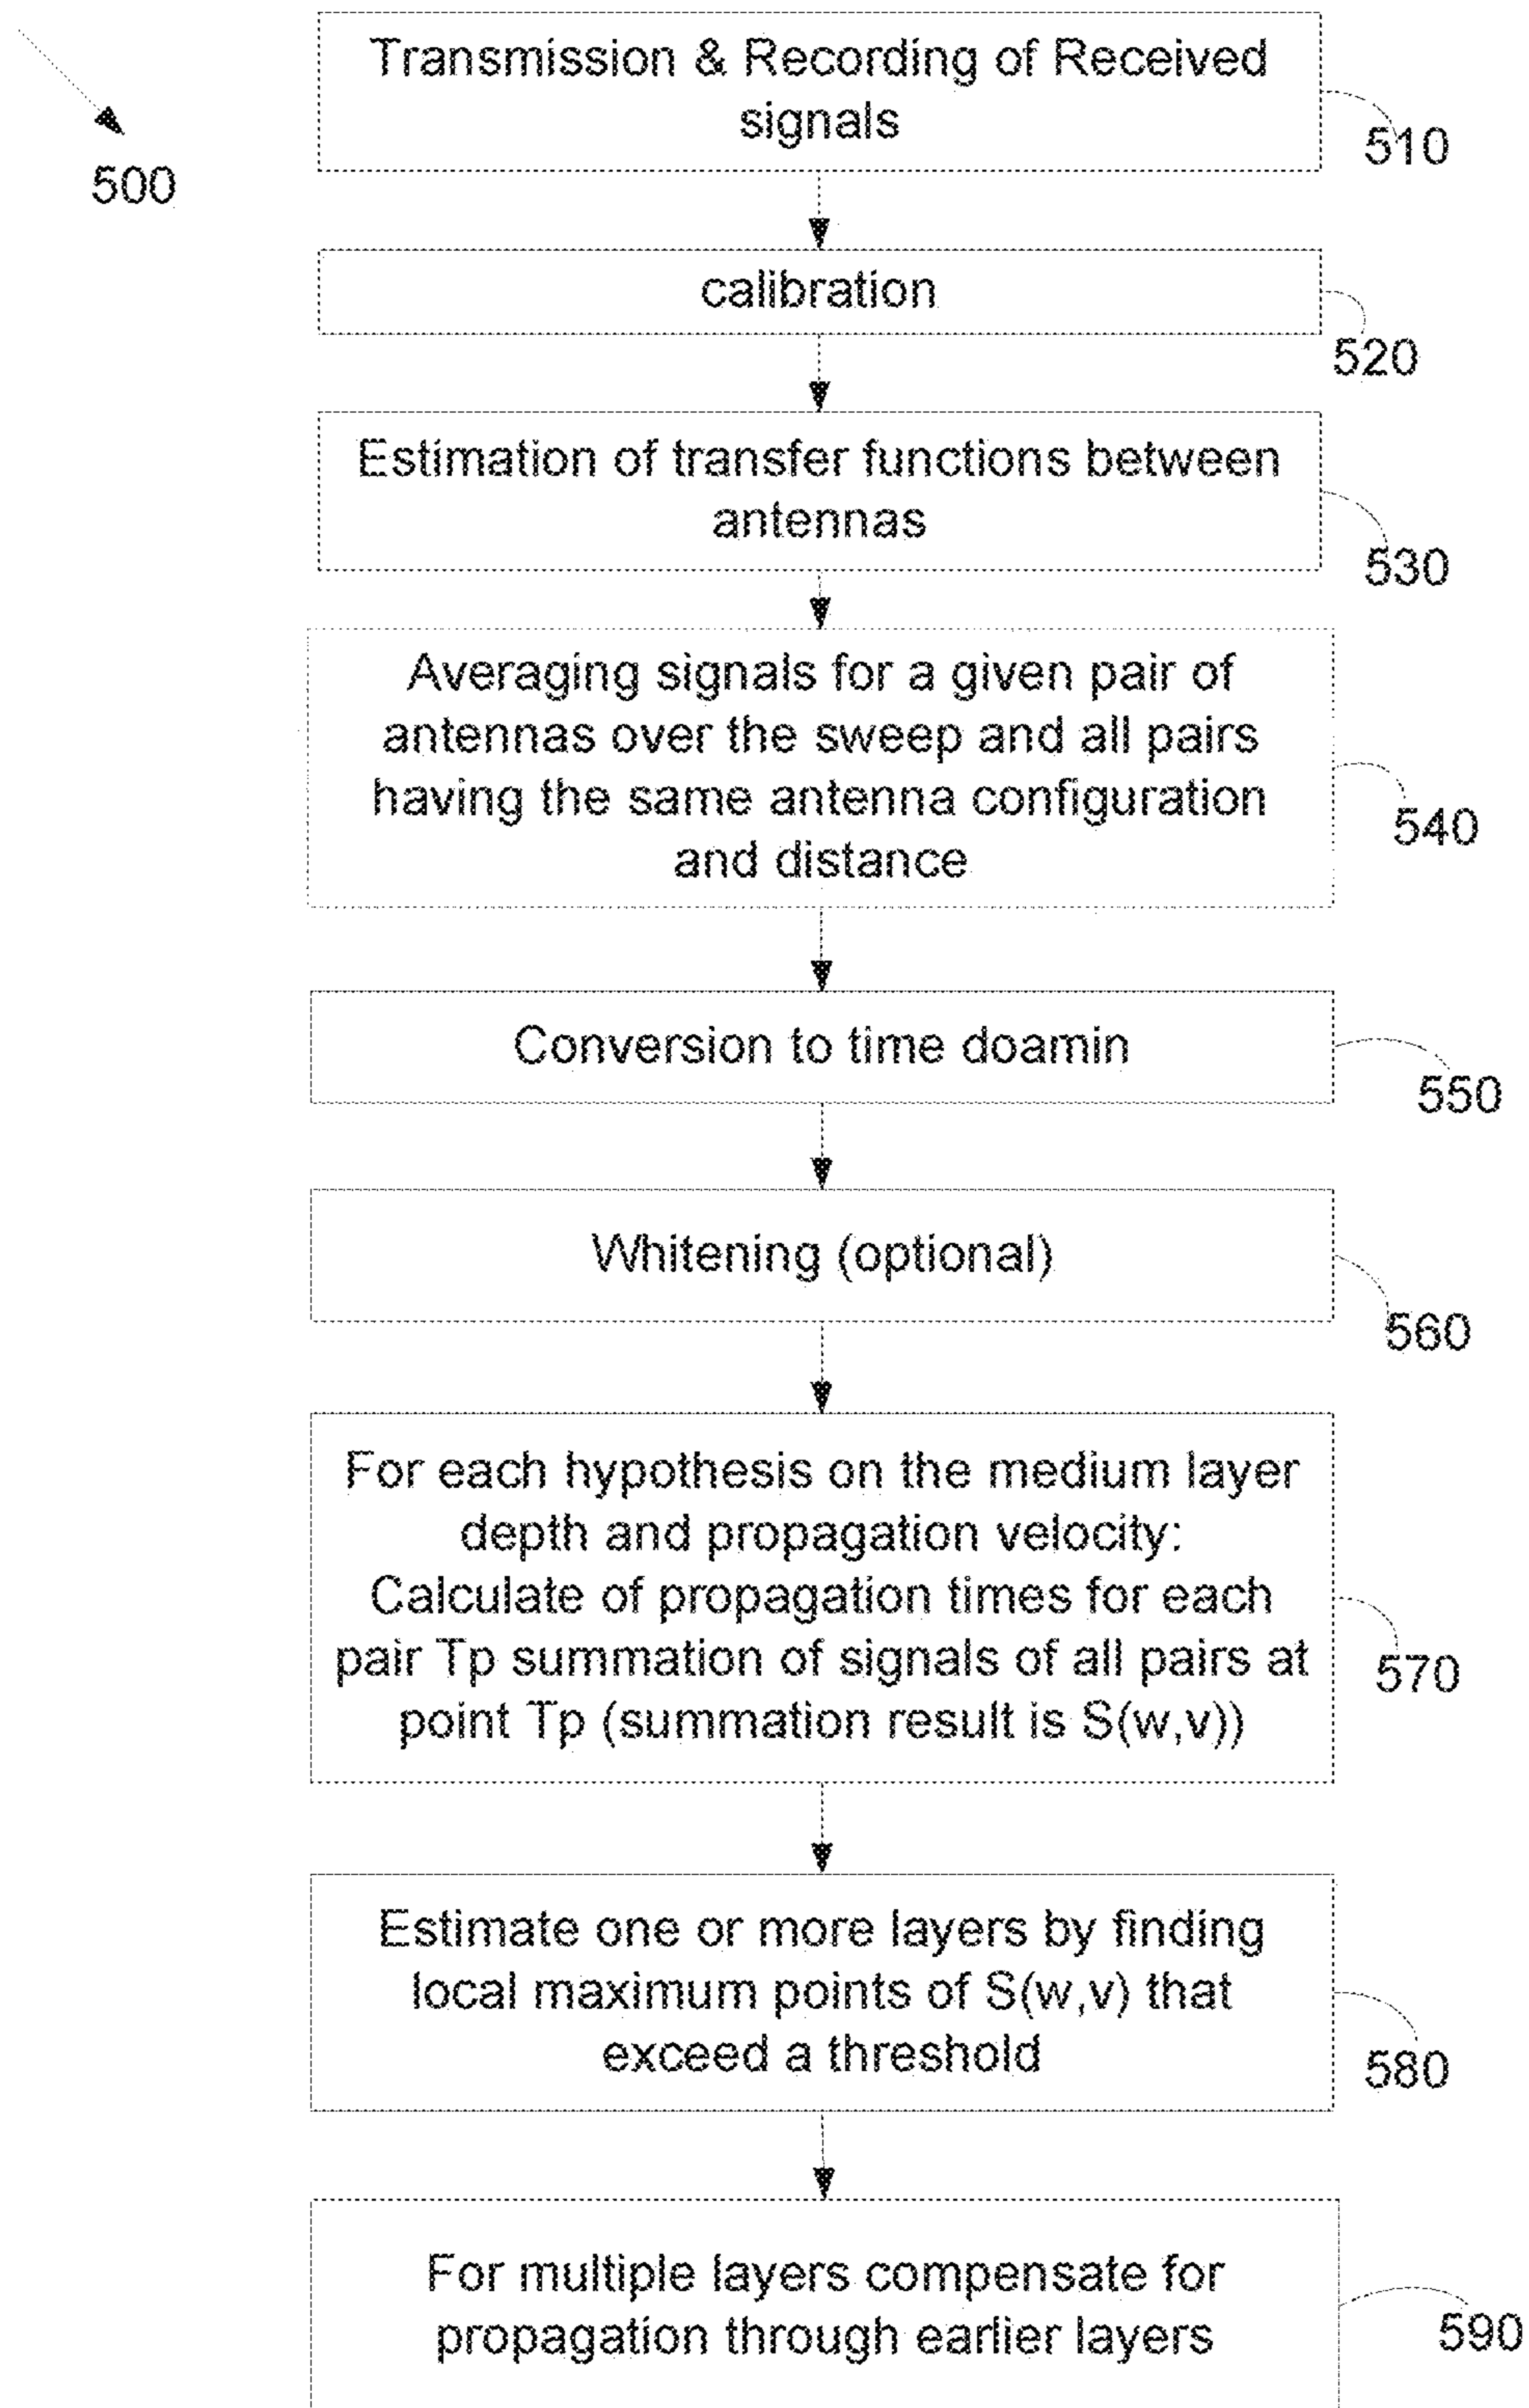 Transmission & Recording of Received
signals
510
500
calibration
520
Estimation of transfer functions between
antennas
530
Averaging signals for a given pair of
antennas over the sweep and all pairs
having the same antenna configuration
and distance
540
Conversion to time doamin
550
Whitening (optional)
560
For each hypothesis on the medium layer
depth and propagation velocity:
Calculate of propagation times for each
pair Tp summation of signals of all pairs at
point Tp (summation result is S(w,v))
570
Estimate one or more layers by finding
local maximum points of S(w,v) that
exceed a threshold
580
For multiple layers compensate for
propagation through earlier layers
590